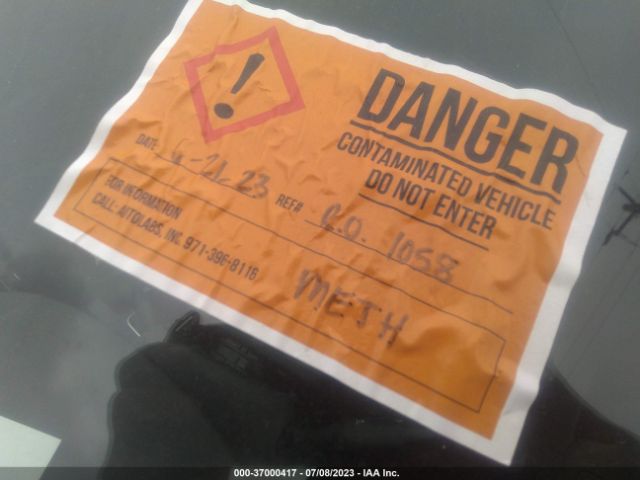 !
DANGER
CONTAMINATED VEHICLE
DO NOT ENTER
DATE: 6-21-23 REF# C.O. 1058
FOR INFORMATION
CALL: AUTOLABS, INC. 971-396-8116
METH
000-37000417 - 07/08/2023 - IAA Inc.